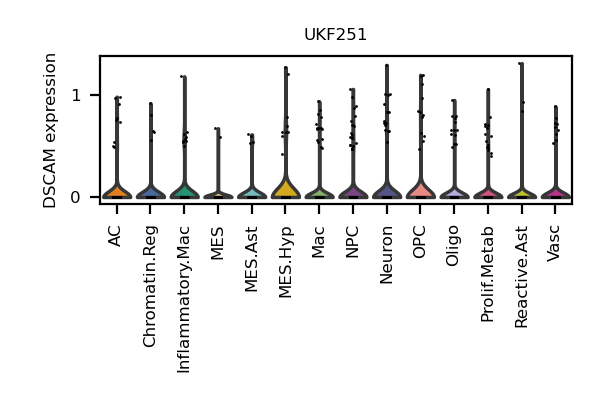 UKF251
DSCAM expression
1
0
AC
Chromatin.Reg
Inflammatory.Mac
MES
MES.Ast
MES.Hyp
Mac
NPC
Neuron
OPC
Oligo
Prolif.Metab
Reactive.Ast
Vasc